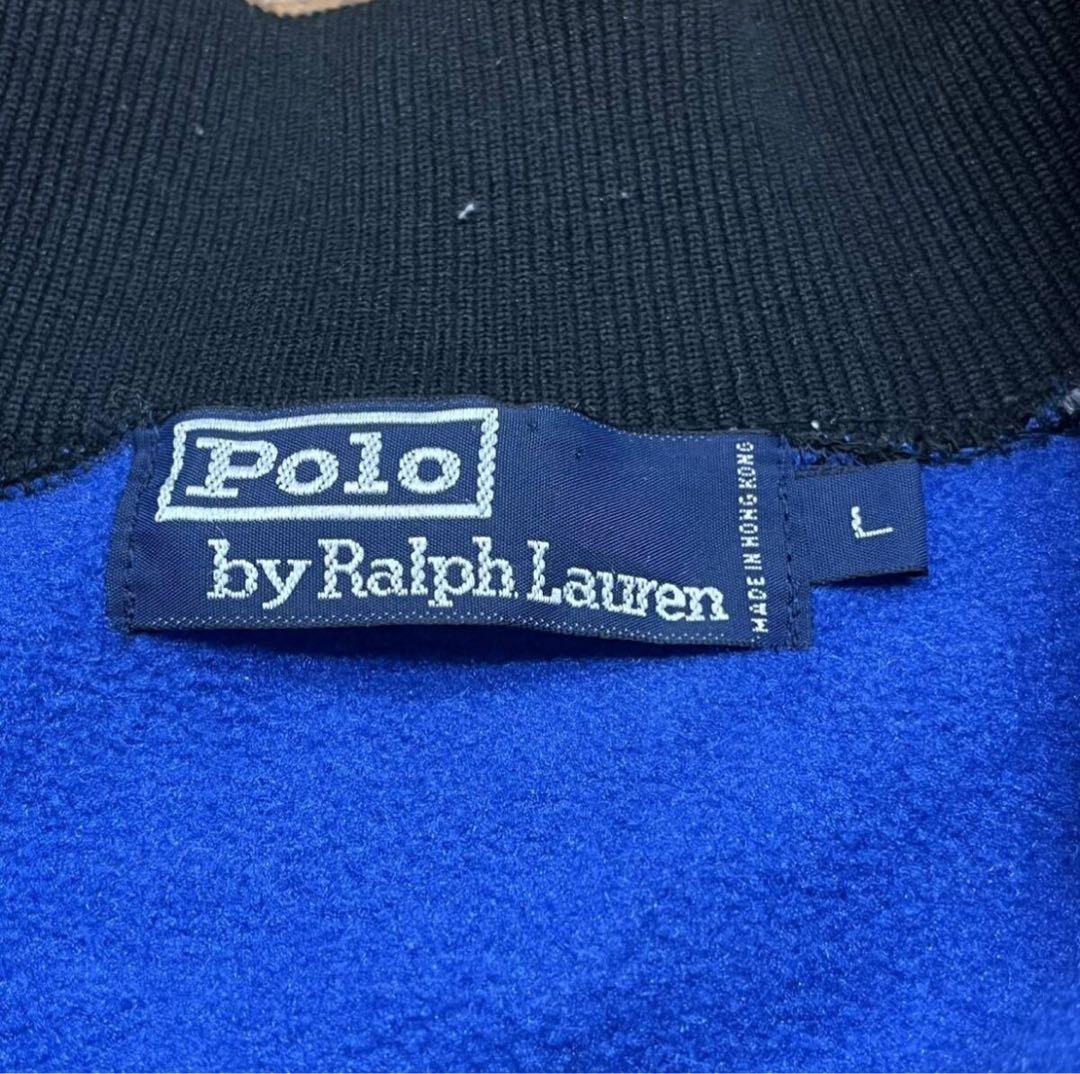 Polo
by Ralph Lauren
MADE IN HONG KONG
L